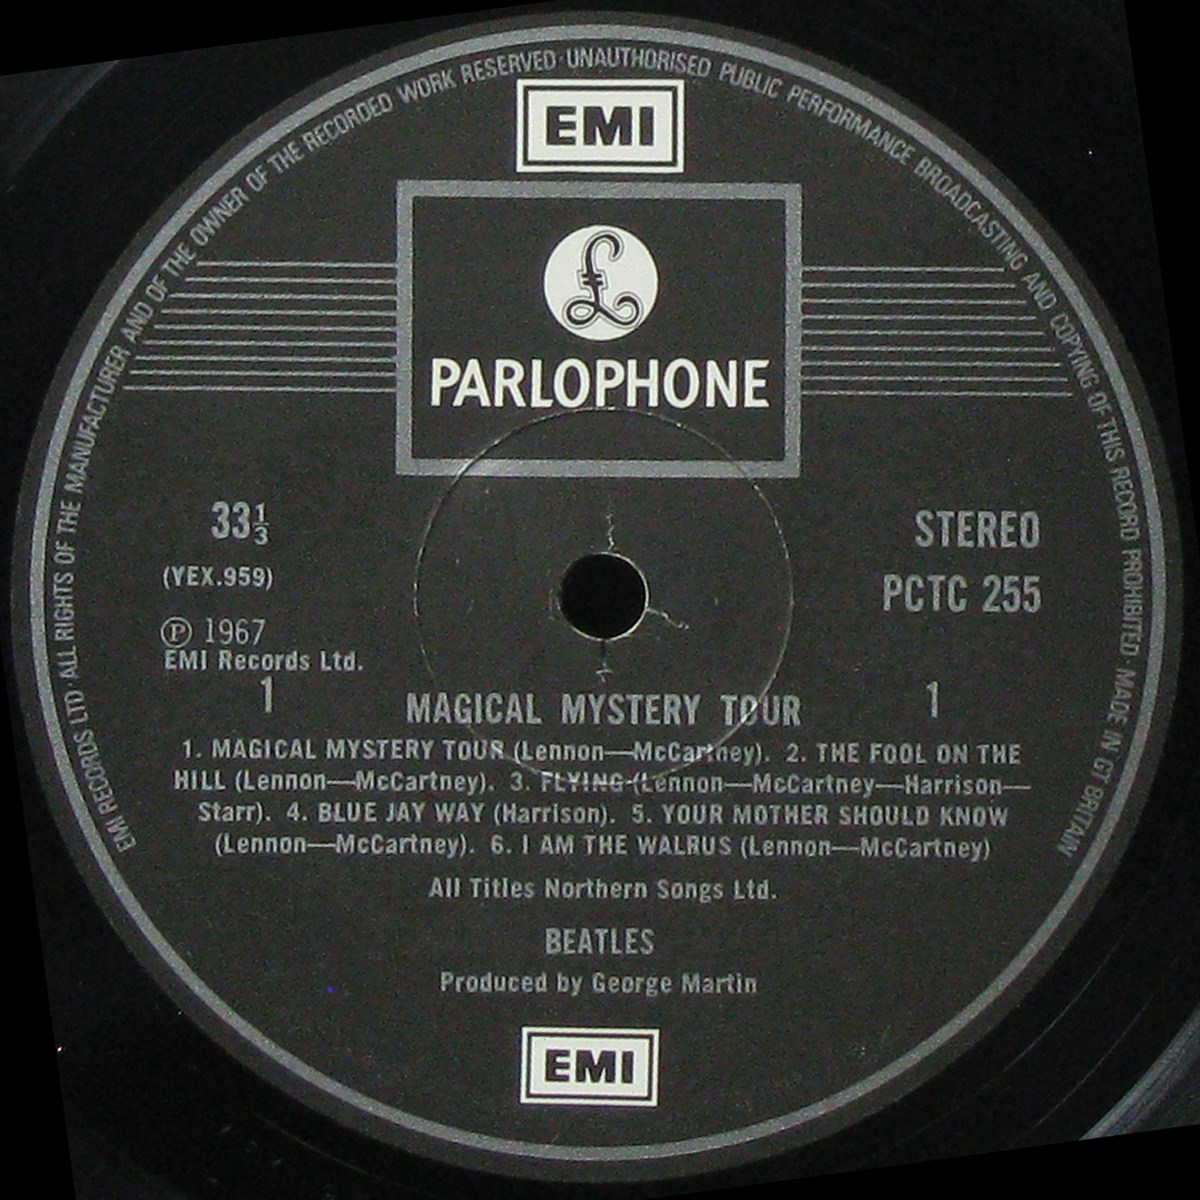 EMI RECORDS LTD · ALL RIGHTS OF THE MANUFACTURER AND OF THE OWNER OF THE RECORDED WORK RESERVED · UNAUTHORISED PUBLIC PERFORMANCE BROADCASTING AND COPYING OF THIS RECORD PROHIBITED · MADE IN GT BRITAIN
EMI
£
PARLOPHONE
33⅓
STEREO
(YEX.959)
PCTC 255
℗ 1967
EMI Records Ltd.
1 MAGICAL MYSTERY TOUR 1
1. MAGICAL MYSTERY TOUR (Lennon—McCartney). 2. THE FOOL ON THE
HILL (Lennon—McCartney). 3. FLYING (Lennon—McCartney—Harrison—
Starr). 4. BLUE JAY WAY (Harrison). 5. YOUR MOTHER SHOULD KNOW
(Lennon—McCartney). 6. I AM THE WALRUS (Lennon—McCartney)
All Titles Northern Songs Ltd.
BEATLES
Produced by George Martin
EMI